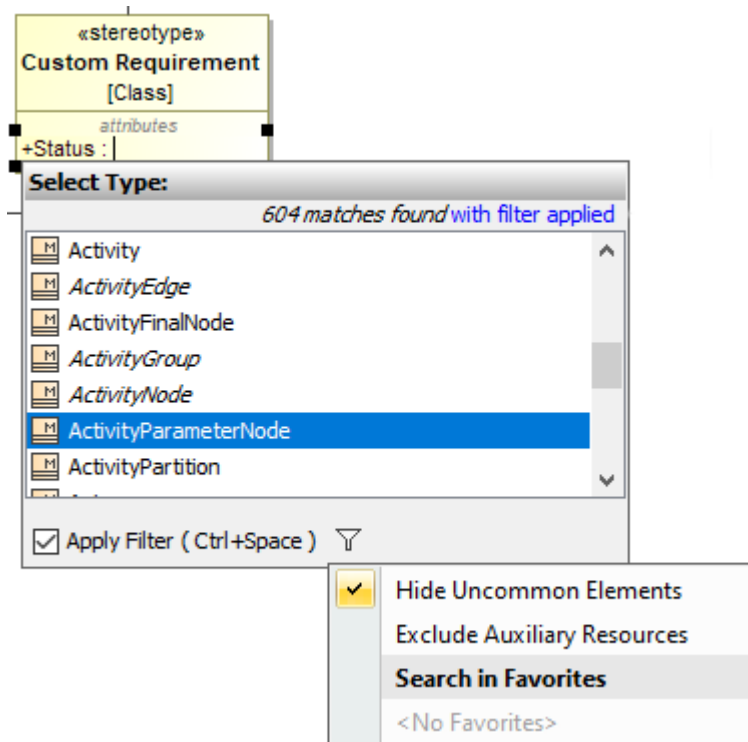 «stereotype»
Custom Requirement
[Class]
attributes
+Status :
Select Type:
604 matches found with filter applied
M Activity
M ActivityEdge
M ActivityFinalNode
M ActivityGroup
M ActivityNode
M ActivityParameterNode
M ActivityPartition
Apply Filter ( Ctrl+Space )
Hide Uncommon Elements
Exclude Auxiliary Resources
Search in Favorites
<No Favorites>